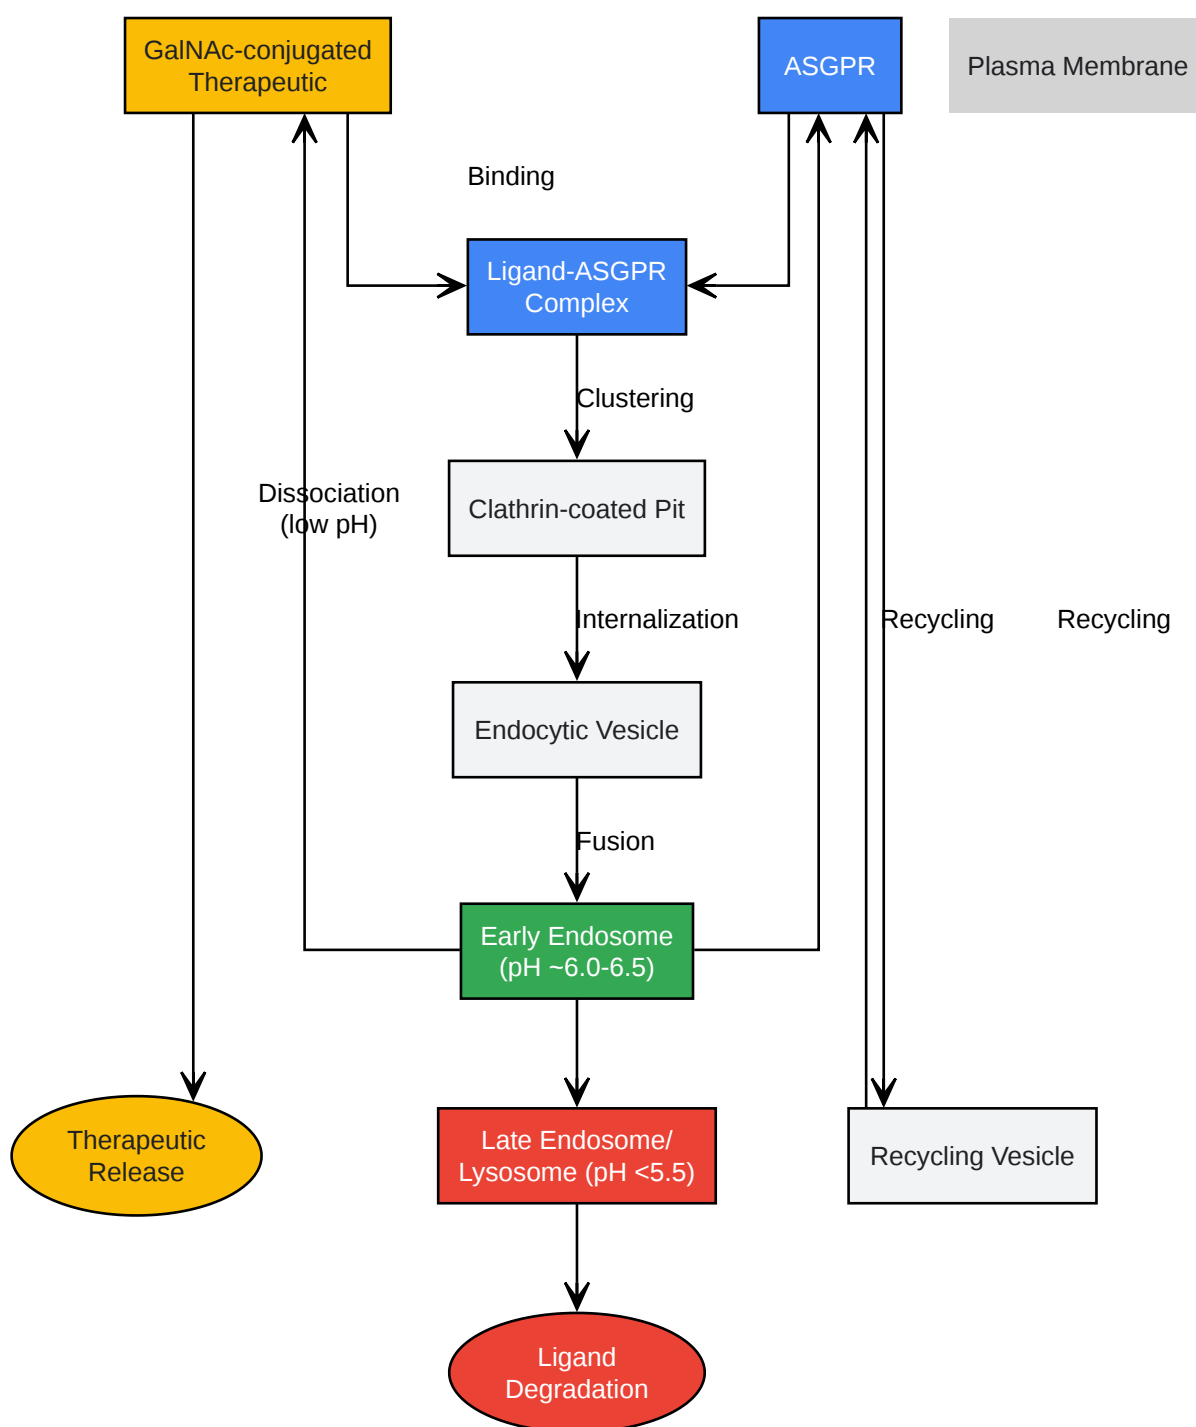 GalNAc-conjugated
Therapeutic
ASGPR
Plasma Membrane
Binding
Ligand-ASGPR
Complex
Clustering
Dissociation
(low pH)
Clathrin-coated Pit
Internalization
Recycling
Recycling
Endocytic Vesicle
Fusion
Early Endosome
(pH ~6.0-6.5)
Therapeutic
Release
Late Endosome/
Lysosome (pH <5.5)
Recycling Vesicle
Ligand
Degradation